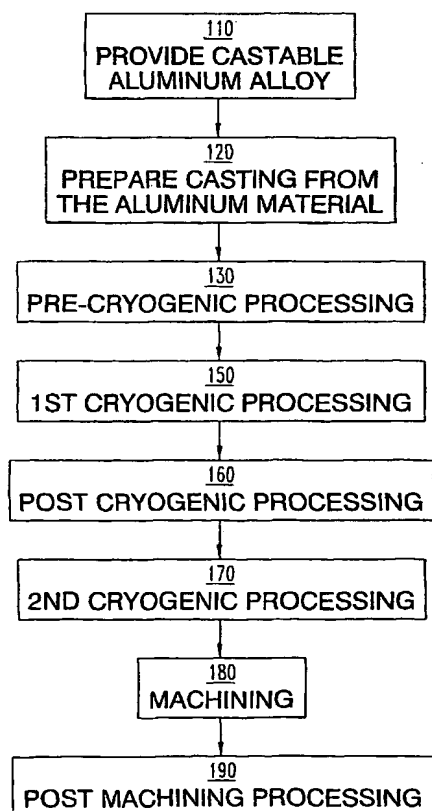 110
PROVIDE CASTABLE
ALUMINUM ALLOY
120
PREPARE CASTING FROM
THE ALUMINUM MATERIAL
130
PRE-CRYOGENIC PROCESSING
150
1ST CRYOGENIC PROCESSING
160
POST CRYOGENIC PROCESSING
170
2ND CRYOGENIC PROCESSING
180
MACHINING
190
POST MACHINING PROCESSING